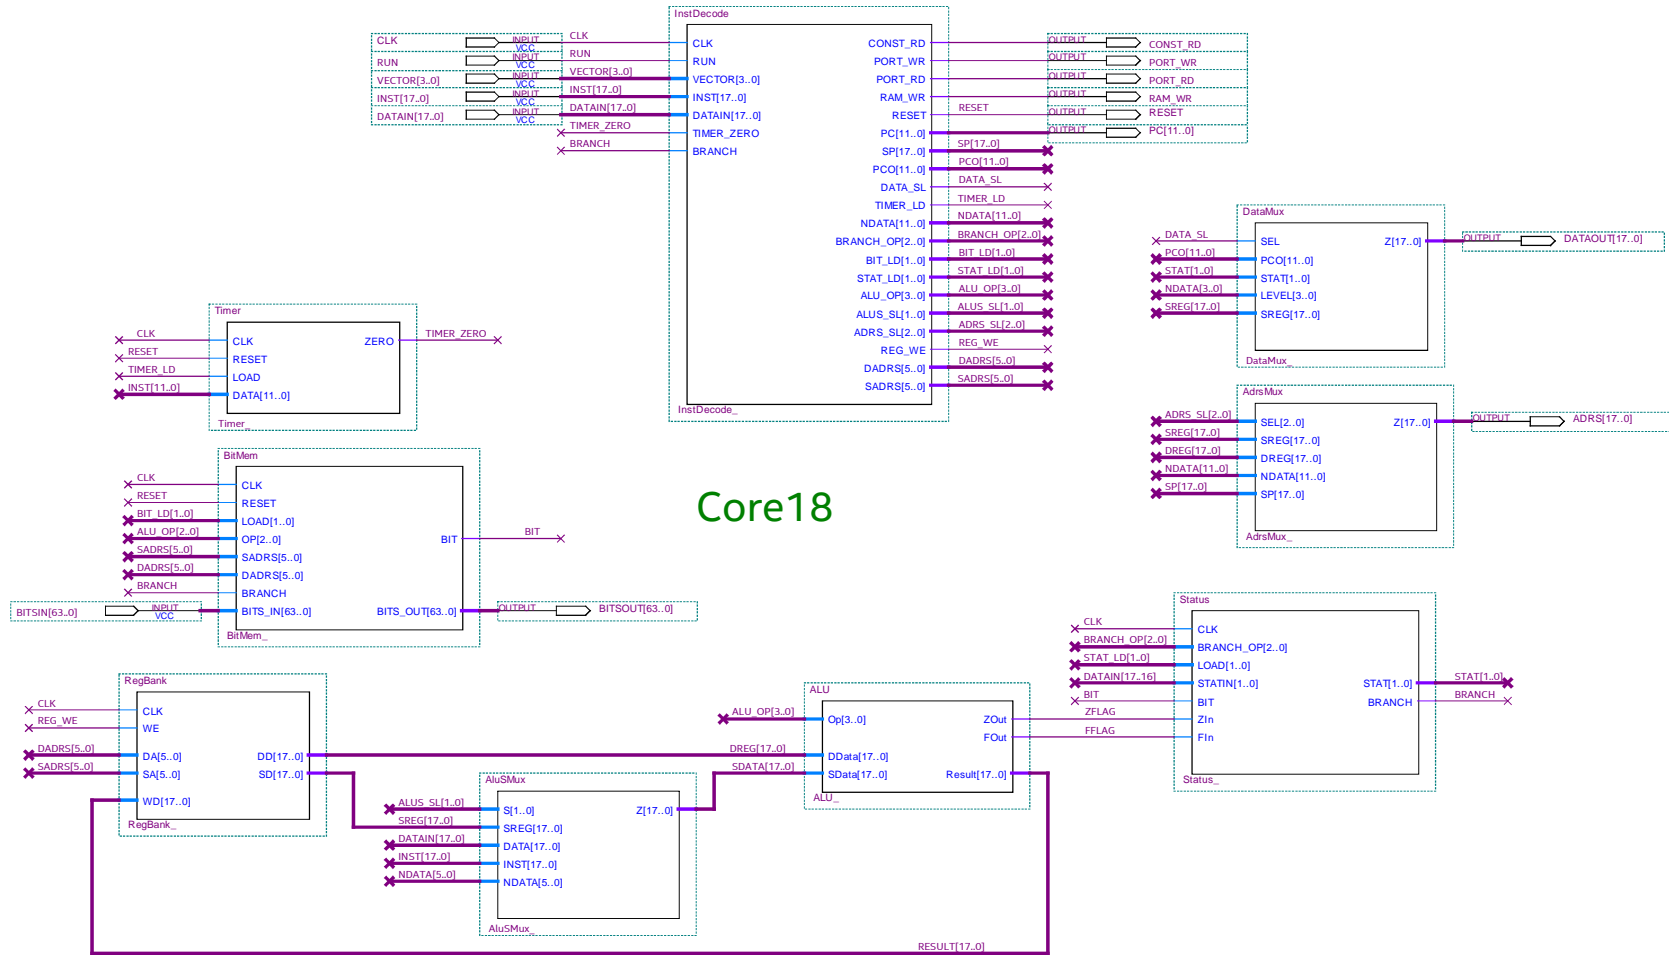 InstDecode
CLK INPUT VCC CLK CLK CONST_RD OUTPUT CONST_RD
RUN INPUT VCC RUN RUN PORT_WR OUTPUT PORT_WR
VECTOR[3..0] INPUT VCC VECTOR[3..0] VECTOR[3..0] PORT_RD OUTPUT PORT_RD
INST[17..0] INPUT VCC INST[17..0] INST[17..0] RAM_WR OUTPUT RAM_WR
DATAIN[17..0] INPUT VCC DATAIN[17..0] DATAIN[17..0] RESET RESET OUTPUT RESET
TIMER_ZERO TIMER_ZERO PC[11..0] OUTPUT PC[11..0]
BRANCH BRANCH SP[17..0] SP[17..0]
PCO[11..0] PCO[11..0]
DATA_SL DATA_SL
TIMER_LD TIMER_LD
NDATA[11..0] NDATA[11..0]
BRANCH_OP[2..0] BRANCH_OP[2..0]
BIT_LD[1..0] BIT_LD[1..0]
STAT_LD[1..0] STAT_LD[1..0]
ALU_OP[3..0] ALU_OP[3..0]
ALUS_SL[1..0] ALUS_SL[1..0]
ADRS_SL[2..0] ADRS_SL[2..0]
REG_WE REG_WE
DADRS[5..0] DADRS[5..0]
SADRS[5..0] SADRS[5..0]
InstDecode_
DataMux
DATA_SL SEL Z[17..0] OUTPUT DATAOUT[17..0]
PCO[11..0] PCO[11..0]
STAT[1..0] STAT[1..0]
NDATA[3..0] LEVEL[3..0]
SREG[17..0] SREG[17..0]
DataMux_
Timer
CLK CLK ZERO TIMER_ZERO
RESET RESET
TIMER_LD LOAD
INST[11..0] DATA[11..0]
Timer_
AdrsMux
ADRS_SL[2..0] SEL[2..0] Z[17..0] OUTPUT ADRS[17..0]
SREG[17..0] SREG[17..0]
DREG[17..0] DREG[17..0]
NDATA[11..0] NDATA[11..0]
SP[17..0] SP[17..0]
AdrsMux_
BitMem
CLK CLK
RESET RESET
BIT_LD[1..0] LOAD[1..0]
ALU_OP[2..0] OP[2..0] BIT BIT
SADRS[5..0] SADRS[5..0]
DADRS[5..0] DADRS[5..0]
BRANCH BRANCH
BITSIN[63..0] INPUT VCC BITS_IN[63..0] BITS_OUT[63..0] OUTPUT BITSOUT[63..0]
BitMem_
Core18
Status
CLK CLK
BRANCH_OP[2..0] BRANCH_OP[2..0]
STAT_LD[1..0] LOAD[1..0]
DATAIN[17..16] STATIN[1..0] STAT[1..0] STAT[1..0]
BIT BIT BRANCH BRANCH
ZFLAG ZIn
FFLAG FIn
Status_
RegBank
CLK CLK
REG_WE WE
DADRS[5..0] DA[5..0] DD[17..0]
SADRS[5..0] SA[5..0] SD[17..0]
WD[17..0]
RegBank_
ALU
ALU_OP[3..0] Op[3..0] ZOut
FOut
DREG[17..0] DData[17..0]
SDATA[17..0] SData[17..0] Result[17..0]
ALU_
AluSMux
ALUS_SL[1..0] S[1..0] Z[17..0]
SREG[17..0] SREG[17..0]
DATAIN[17..0] DATA[17..0]
INST[17..0] INST[17..0]
NDATA[5..0] NDATA[5..0]
AluSMux_
RESULT[17..0]